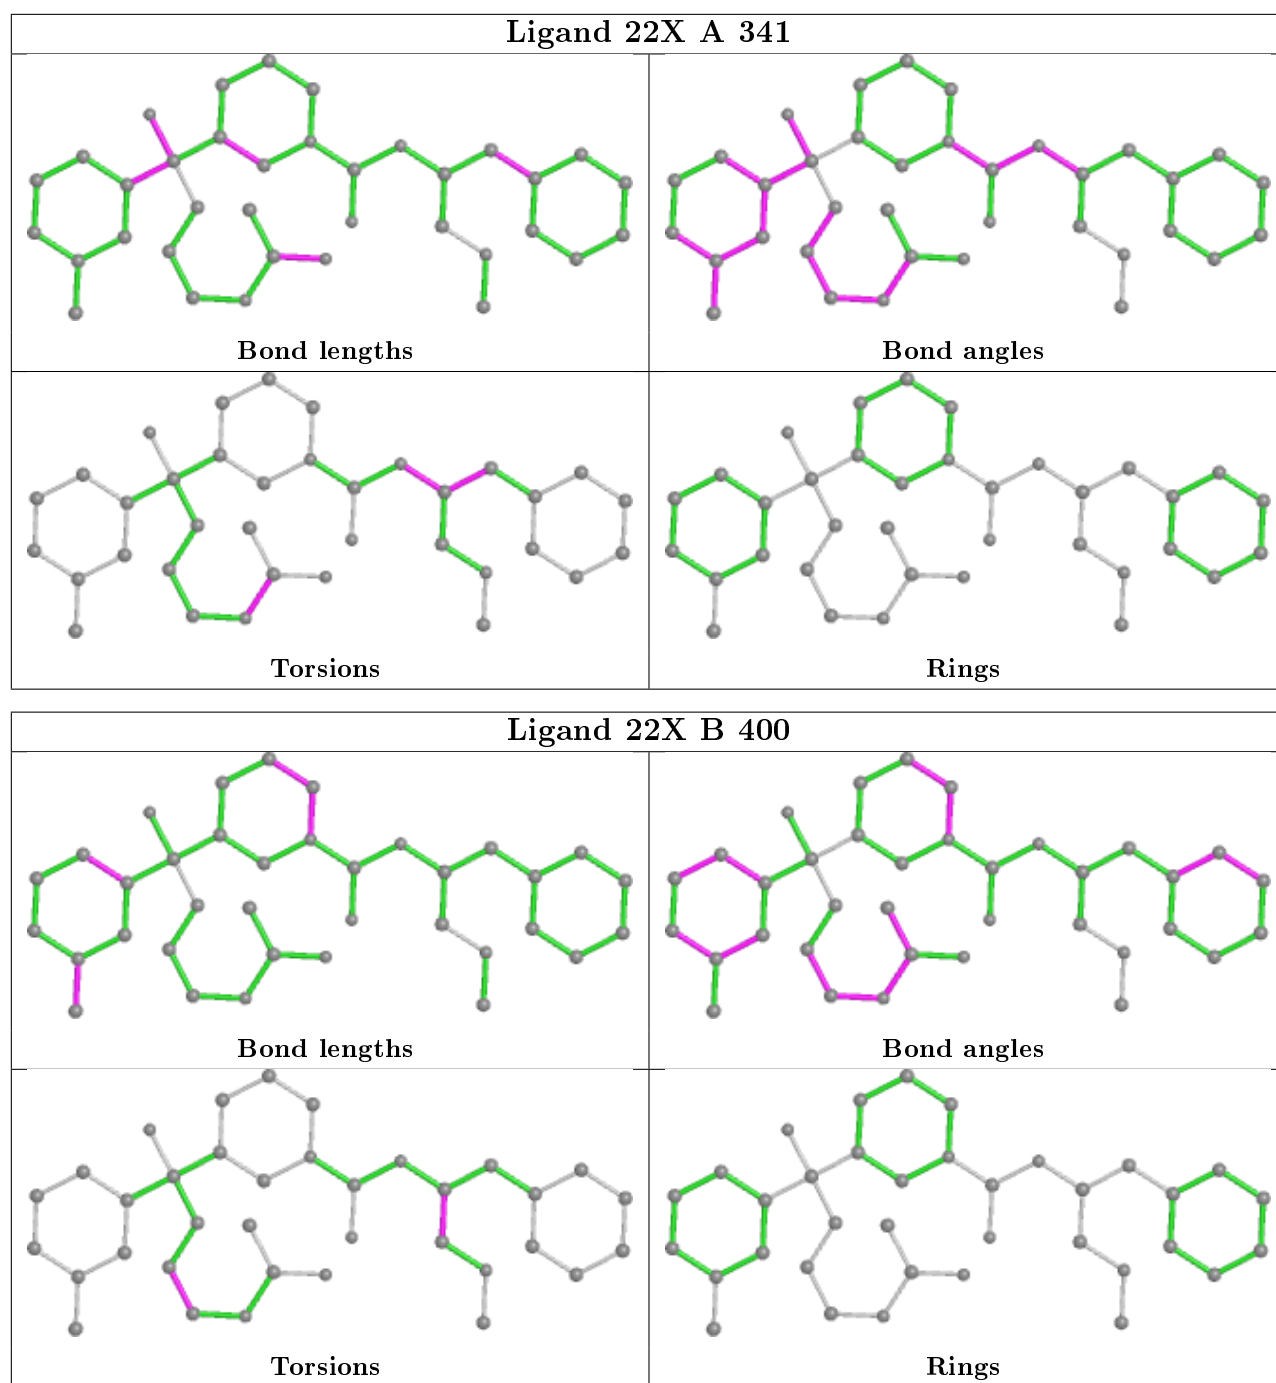 Ligand 22X A 341
Bond lengths
Bond angles
Torsions
Rings
Ligand 22X B 400
Bond lengths
Bond angles
Torsions
Rings